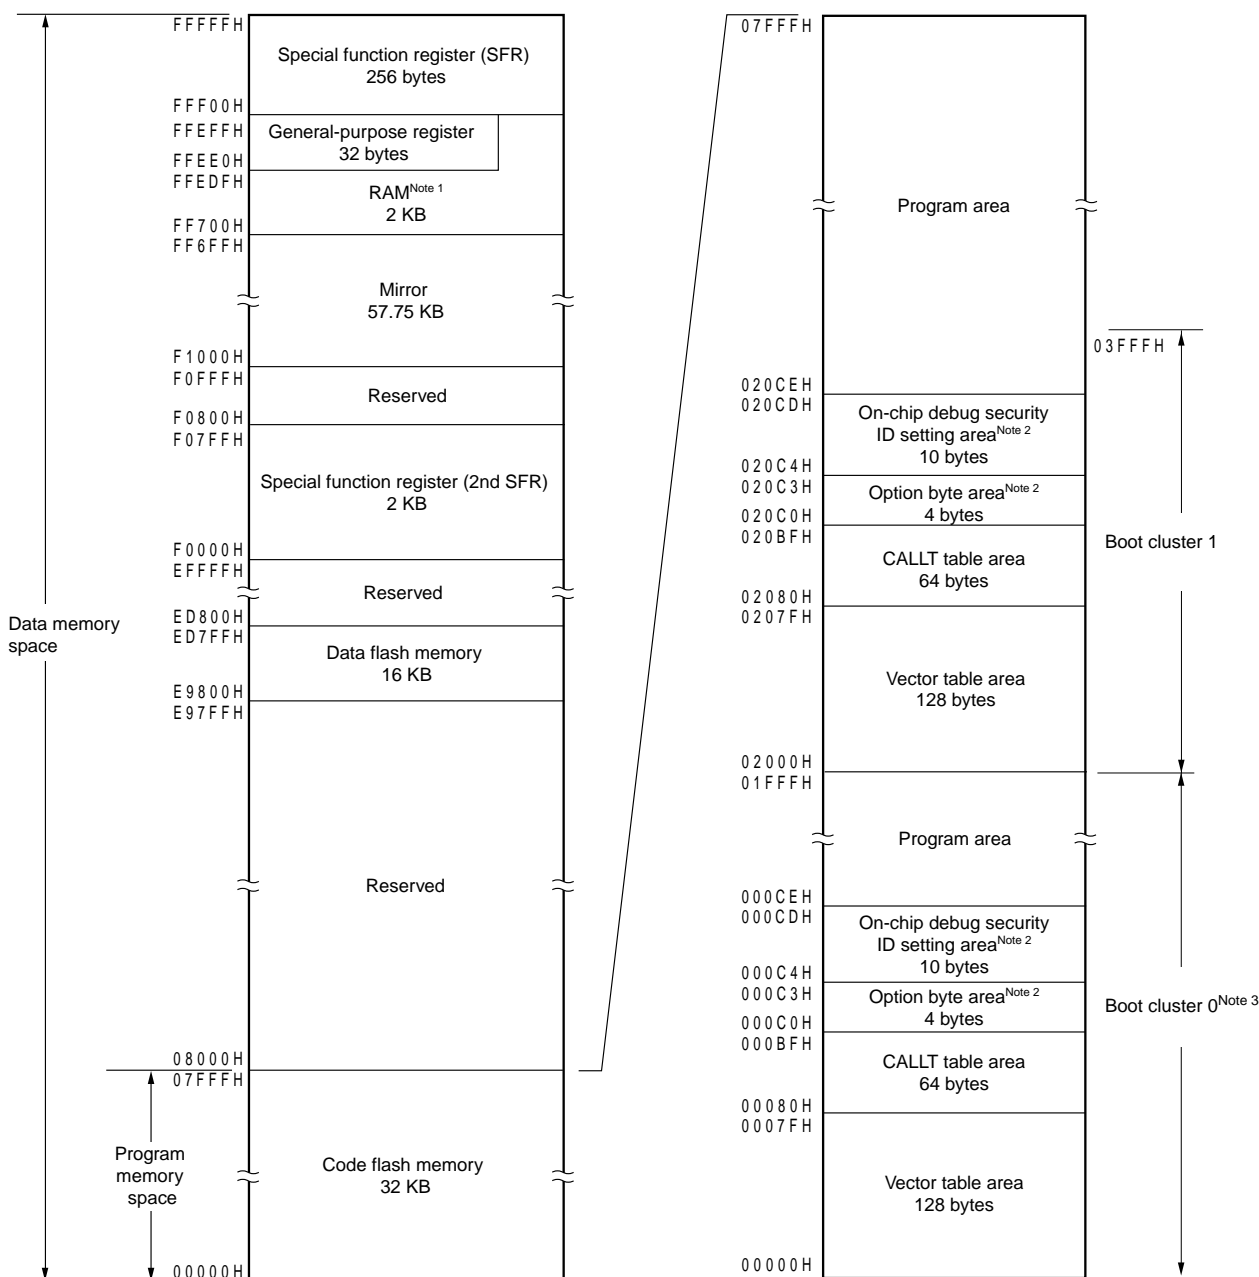 FFFFFH
Special function register (SFR)
256 bytes
FFF00H
FFEFFH
General-purpose register
32 bytes
FFEE0H
FFEDFH
RAMNote 1
2 KB
FF700H
FF6FFH
Mirror
57.75 KB
F1000H
F0FFFH
Reserved
F0800H
F07FFH
Special function register (2nd SFR)
2 KB
F0000H
EFFFFH
Reserved
ED800H
ED7FFH
Data flash memory
16 KB
E9800H
E97FFH
Reserved
08000H
07FFFH
Code flash memory
32 KB
00000H
Data memory
space
Program
memory
space
07FFFH
Program area
03FFFH
020CEH
020CDH
On-chip debug security
ID setting areaNote 2
10 bytes
020C4H
020C3H
Option byte areaNote 2
4 bytes
020C0H
020BFH
CALLT table area
64 bytes
02080H
0207FH
Vector table area
128 bytes
02000H
01FFFH
Boot cluster 1
Program area
000CEH
000CDH
On-chip debug security
ID setting areaNote 2
10 bytes
000C4H
000C3H
Option byte areaNote 2
4 bytes
000C0H
000BFH
CALLT table area
64 bytes
00080H
0007FH
Vector table area
128 bytes
00000H
Boot cluster 0Note 3